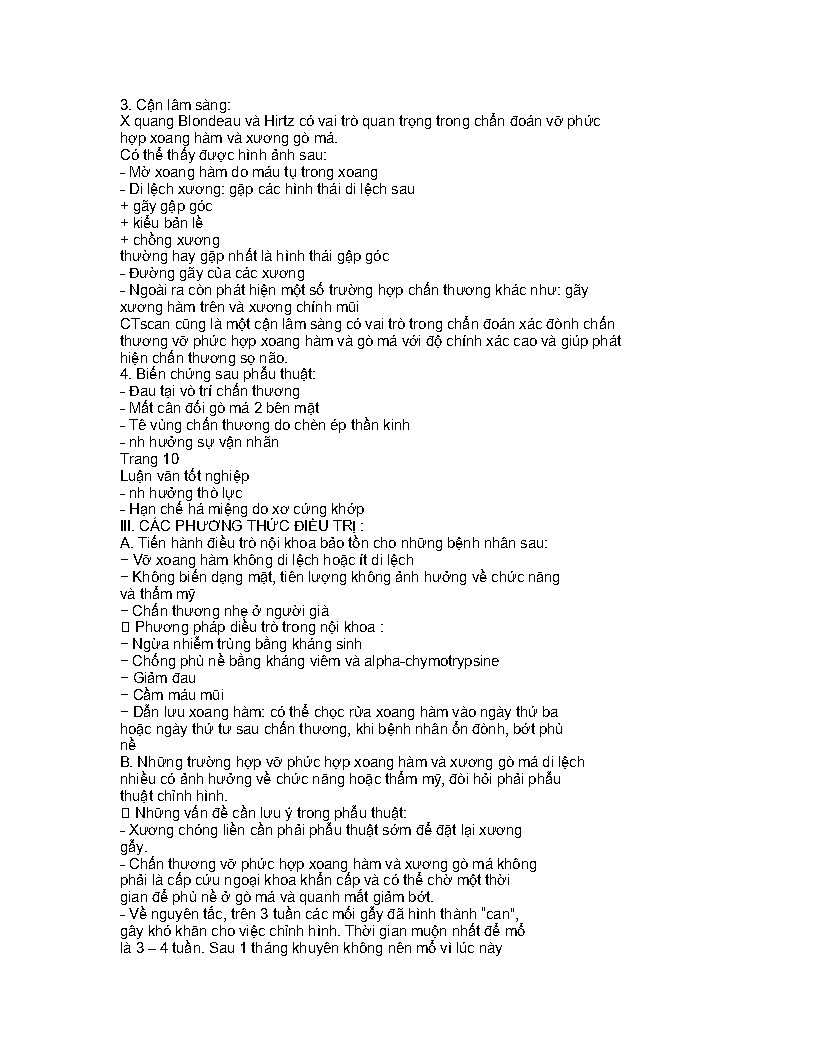 3. Cận lâm sàng:
X quang Blondeau và Hirtz có vai trò quan trọng trong chẩn đoán vỡ phức
hợp xoang hàm và xương gò má.
Có thể thấy được hình ảnh sau:
- Mờ xoang hàm do máu tụ trong xoang
- Di lệch xương: gặp các hình thái di lệch sau
+ gãy gập góc
+ kiểu bản lề
+ chồng xương
thường hay gặp nhất là hình thái gập góc
- Đường gãy của các xương
- Ngoài ra còn phát hiện một số trường hợp chấn thương khác như: gãy
xương hàm trên và xương chính mũi
CTscan cũng là một cận lâm sàng có vai trò trong chẩn đoán xác đònh chấn
thương vỡ phức hợp xoang hàm và gò má với độ chính xác cao và giúp phát
hiện chấn thương sọ não.
4. Biến chứng sau phẫu thuật:
- Đau tại vò trí chấn thương
- Mất cân đối gò má 2 bên mặt
- Tê vùng chấn thương do chèn ép thần kinh
- nh hưởng sự vận nhãn
Trang 10
Luận văn tốt nghiệp
- nh hưởng thò lực
- Hạn chế há miệng do xơ cứng khớp
III. CÁC PHƯƠNG THỨC ĐIỀU TRỊ :
A. Tiến hành điều trò nội khoa bảo tồn cho những bệnh nhân sau:
− Vỡ xoang hàm không di lệch hoặc ít di lệch
− Không biến dạng mặt, tiên lượng không ảnh hưởng về chức năng
và thẩm mỹ
− Chấn thương nhẹ ở người già
 Phương pháp diều trò trong nội khoa :
− Ngừa nhiễm trùng bằng kháng sinh
− Chống phù nề bằng kháng viêm và alpha-chymotrypsine
− Giảm đau
− Cầm máu mũi
− Dẫn lưu xoang hàm: có thể chọc rửa xoang hàm vào ngày thứ ba
hoặc ngày thứ tư sau chấn thương, khi bệnh nhân ổn đònh, bớt phù
nề
B. Những trường hợp vỡ phức hợp xoang hàm và xương gò má di lệch
nhiều có ảnh hưởng về chức năng hoặc thẩm mỹ, đòi hỏi phải phẫu
thuật chỉnh hình.
 Những vấn đề cần lưu ý trong phẫu thuật:
- Xương chóng liền cần phải phẫu thuật sớm để đặt lại xương
gẫy.
- Chấn thương vỡ phức hợp xoang hàm và xương gò má không
phải là cấp cứu ngoại khoa khẩn cấp và có thể chờ một thời
gian để phù nề ở gò má và quanh mắt giảm bớt.
- Về nguyên tắc, trên 3 tuần các mối gẫy đã hình thành "can",
gây khó khăn cho việc chỉnh hình. Thời gian muộn nhất để mổ
là 3 – 4 tuần. Sau 1 tháng khuyên không nên mổ vì lúc này